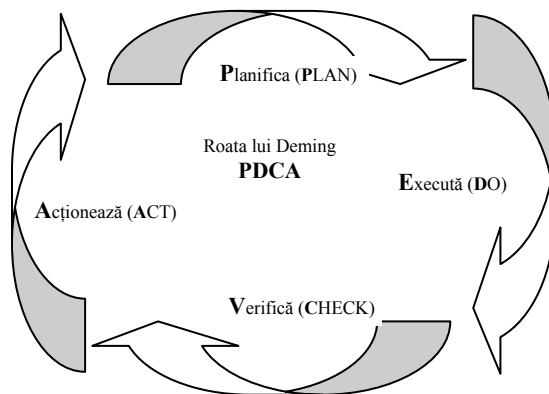 Planifica (PLAN)
Roata lui Deming
PDCA
Execută (DO)
Acționează (ACT)
Verifică (CHECK)